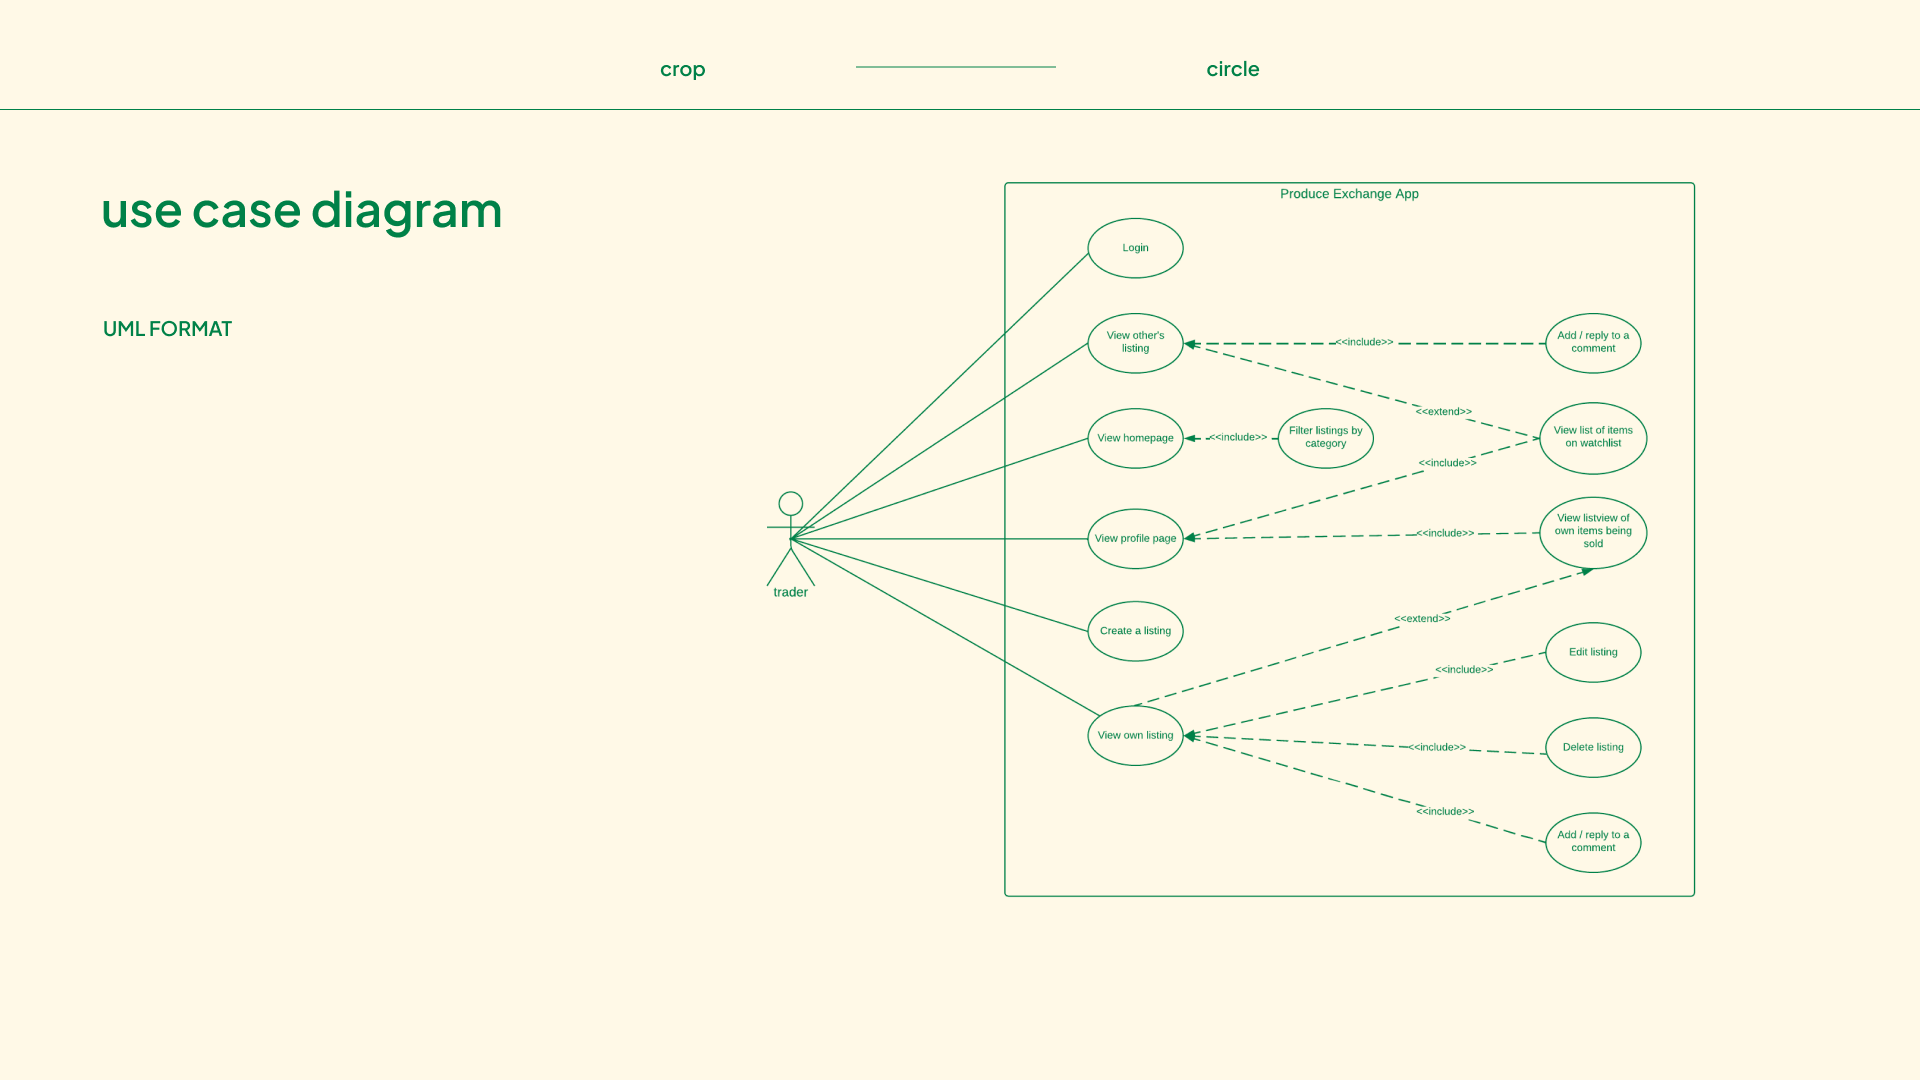 crop
circle
use case diagram
UML FORMAT
Produce Exchange App
Login
View other's
listing
<<include>>
Add / reply to a
comment
<<extend>>
View homepage
<<include>>
Filter listings by
category
View list of items
on watchlist
<<include>>
trader
View profile page
<<include>>
View listview of
own items being
sold
Create a listing
<<extend>>
Edit listing
<<include>>
View own listing
<<include>>
Delete listing
<<include>>
Add / reply to a
comment